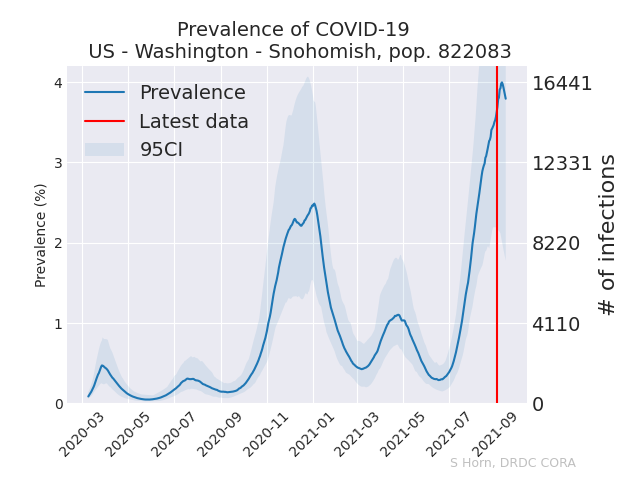 Prevalence of COVID-19
US - Washington - Snohomish, pop. 822083
Prevalence
Latest data
95CI
Prevalence (%)
4
3
2
1
0
16441
12331
8220
4110
0
# of infections
2020-03
2020-05
2020-07
2020-09
2020-11
2021-01
2021-03
2021-05
2021-07
2021-09
S Horn, DRDC CORA